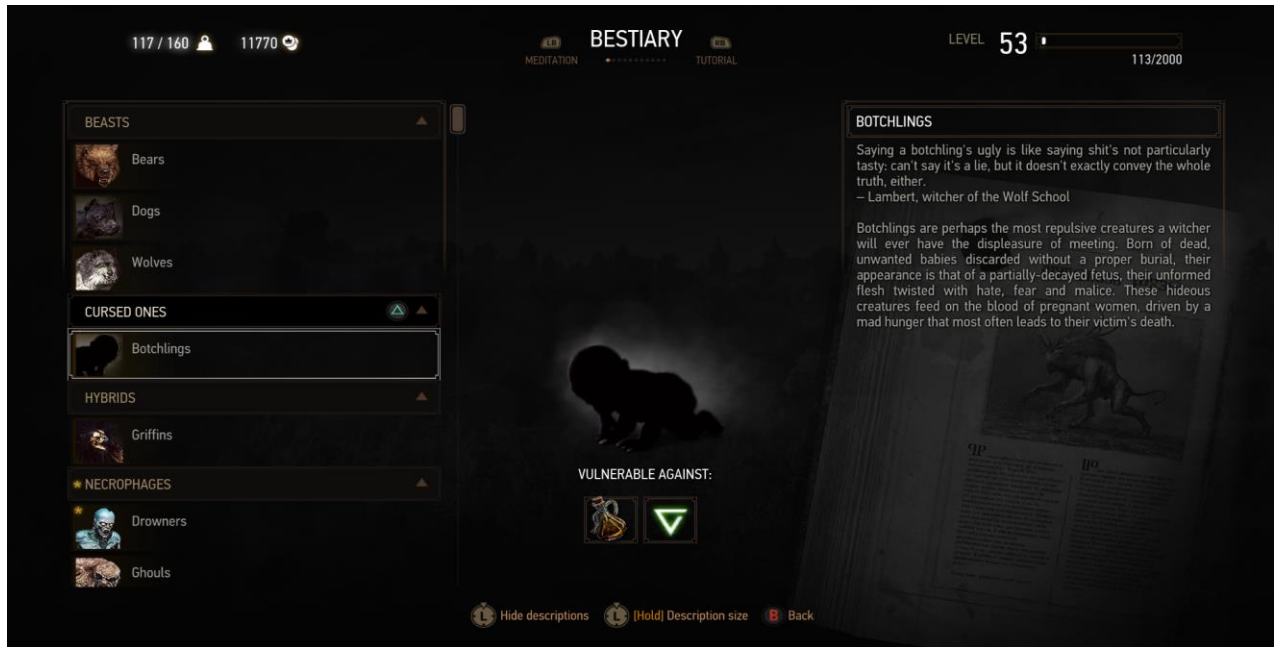 117 / 160
11770
LB
BESTIARY
RB
MEDITATION
TUTORIAL
LEVEL 53
113/2000
BEASTS
Bears
Dogs
Wolves
CURSED ONES
Botchlings
HYBRIDS
Griffins
NECROPHAGES
Drowners
Ghouls
VULNERABLE AGAINST:
BOTCHLINGS
Saying a botchling's ugly is like saying shit's not particularly
tasty: can't say it's a lie, but it doesn't exactly convey the whole
truth, either.
– Lambert, witcher of the Wolf School
Botchlings are perhaps the most repulsive creatures a witcher
will ever have the displeasure of meeting. Born of dead,
unwanted babies discarded without a proper burial, their
appearance is that of a partially-decayed fetus, their unformed
flesh twisted with hate, fear and malice. These hideous
creatures feed on the blood of pregnant women, driven by a
mad hunger that most often leads to their victim's death.
L Hide descriptions L [Hold] Description size B Back